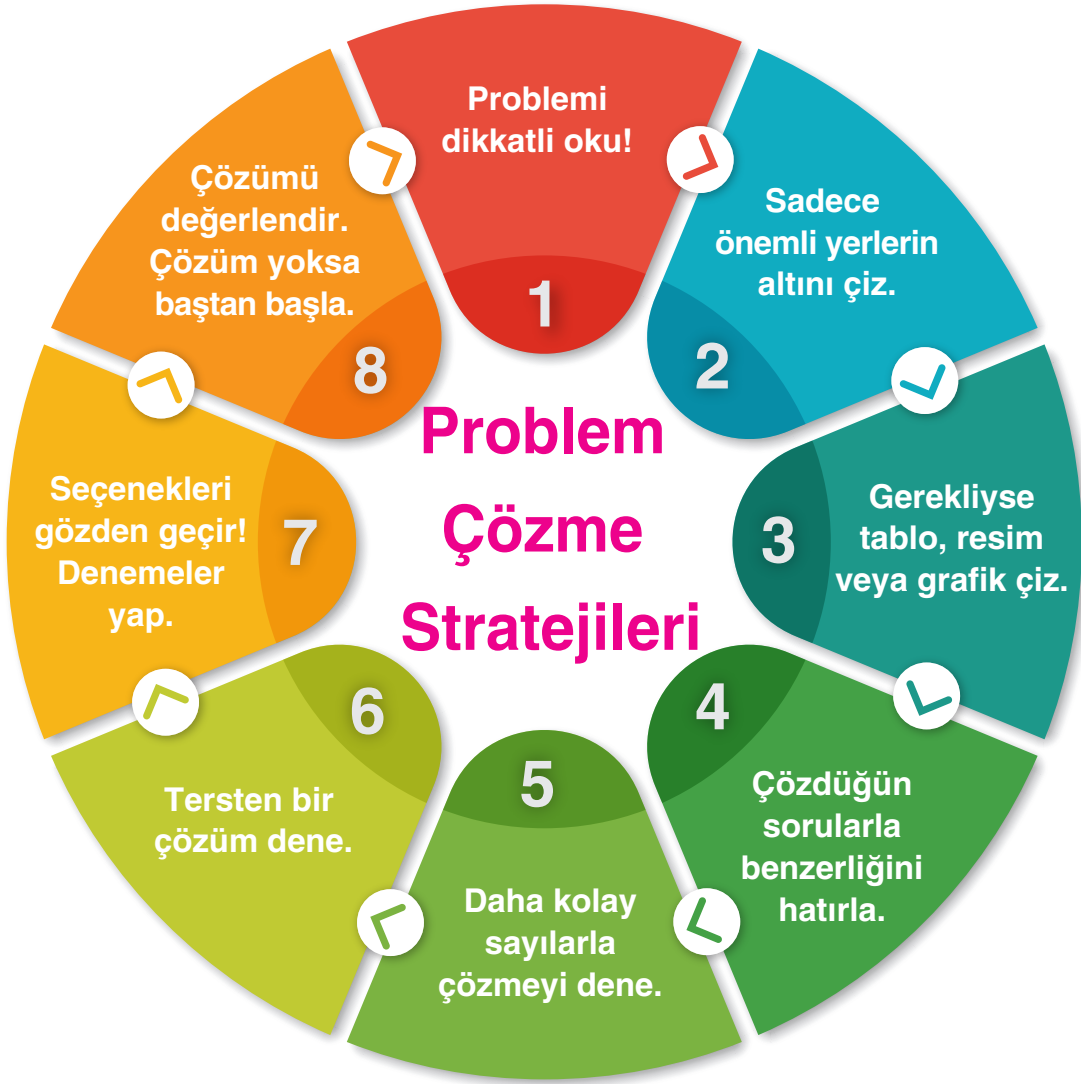 Problem
Çözme
Stratejileri
1
Problemi
dikkatli oku!
2
Sadece
önemli yerlerin
altını çiz.
3
Gerekliyse
tablo, resim
veya grafik çiz.
4
Çözdüğün
sorularla
benzerliğini
hatırla.
5
Daha kolay
sayılarla
çözmeyi dene.
6
Tersten bir
çözüm dene.
7
Seçenekleri
gözden geçir!
Denemeler
yap.
8
Çözümü
değerlendir.
Çözüm yoksa
baştan başla.